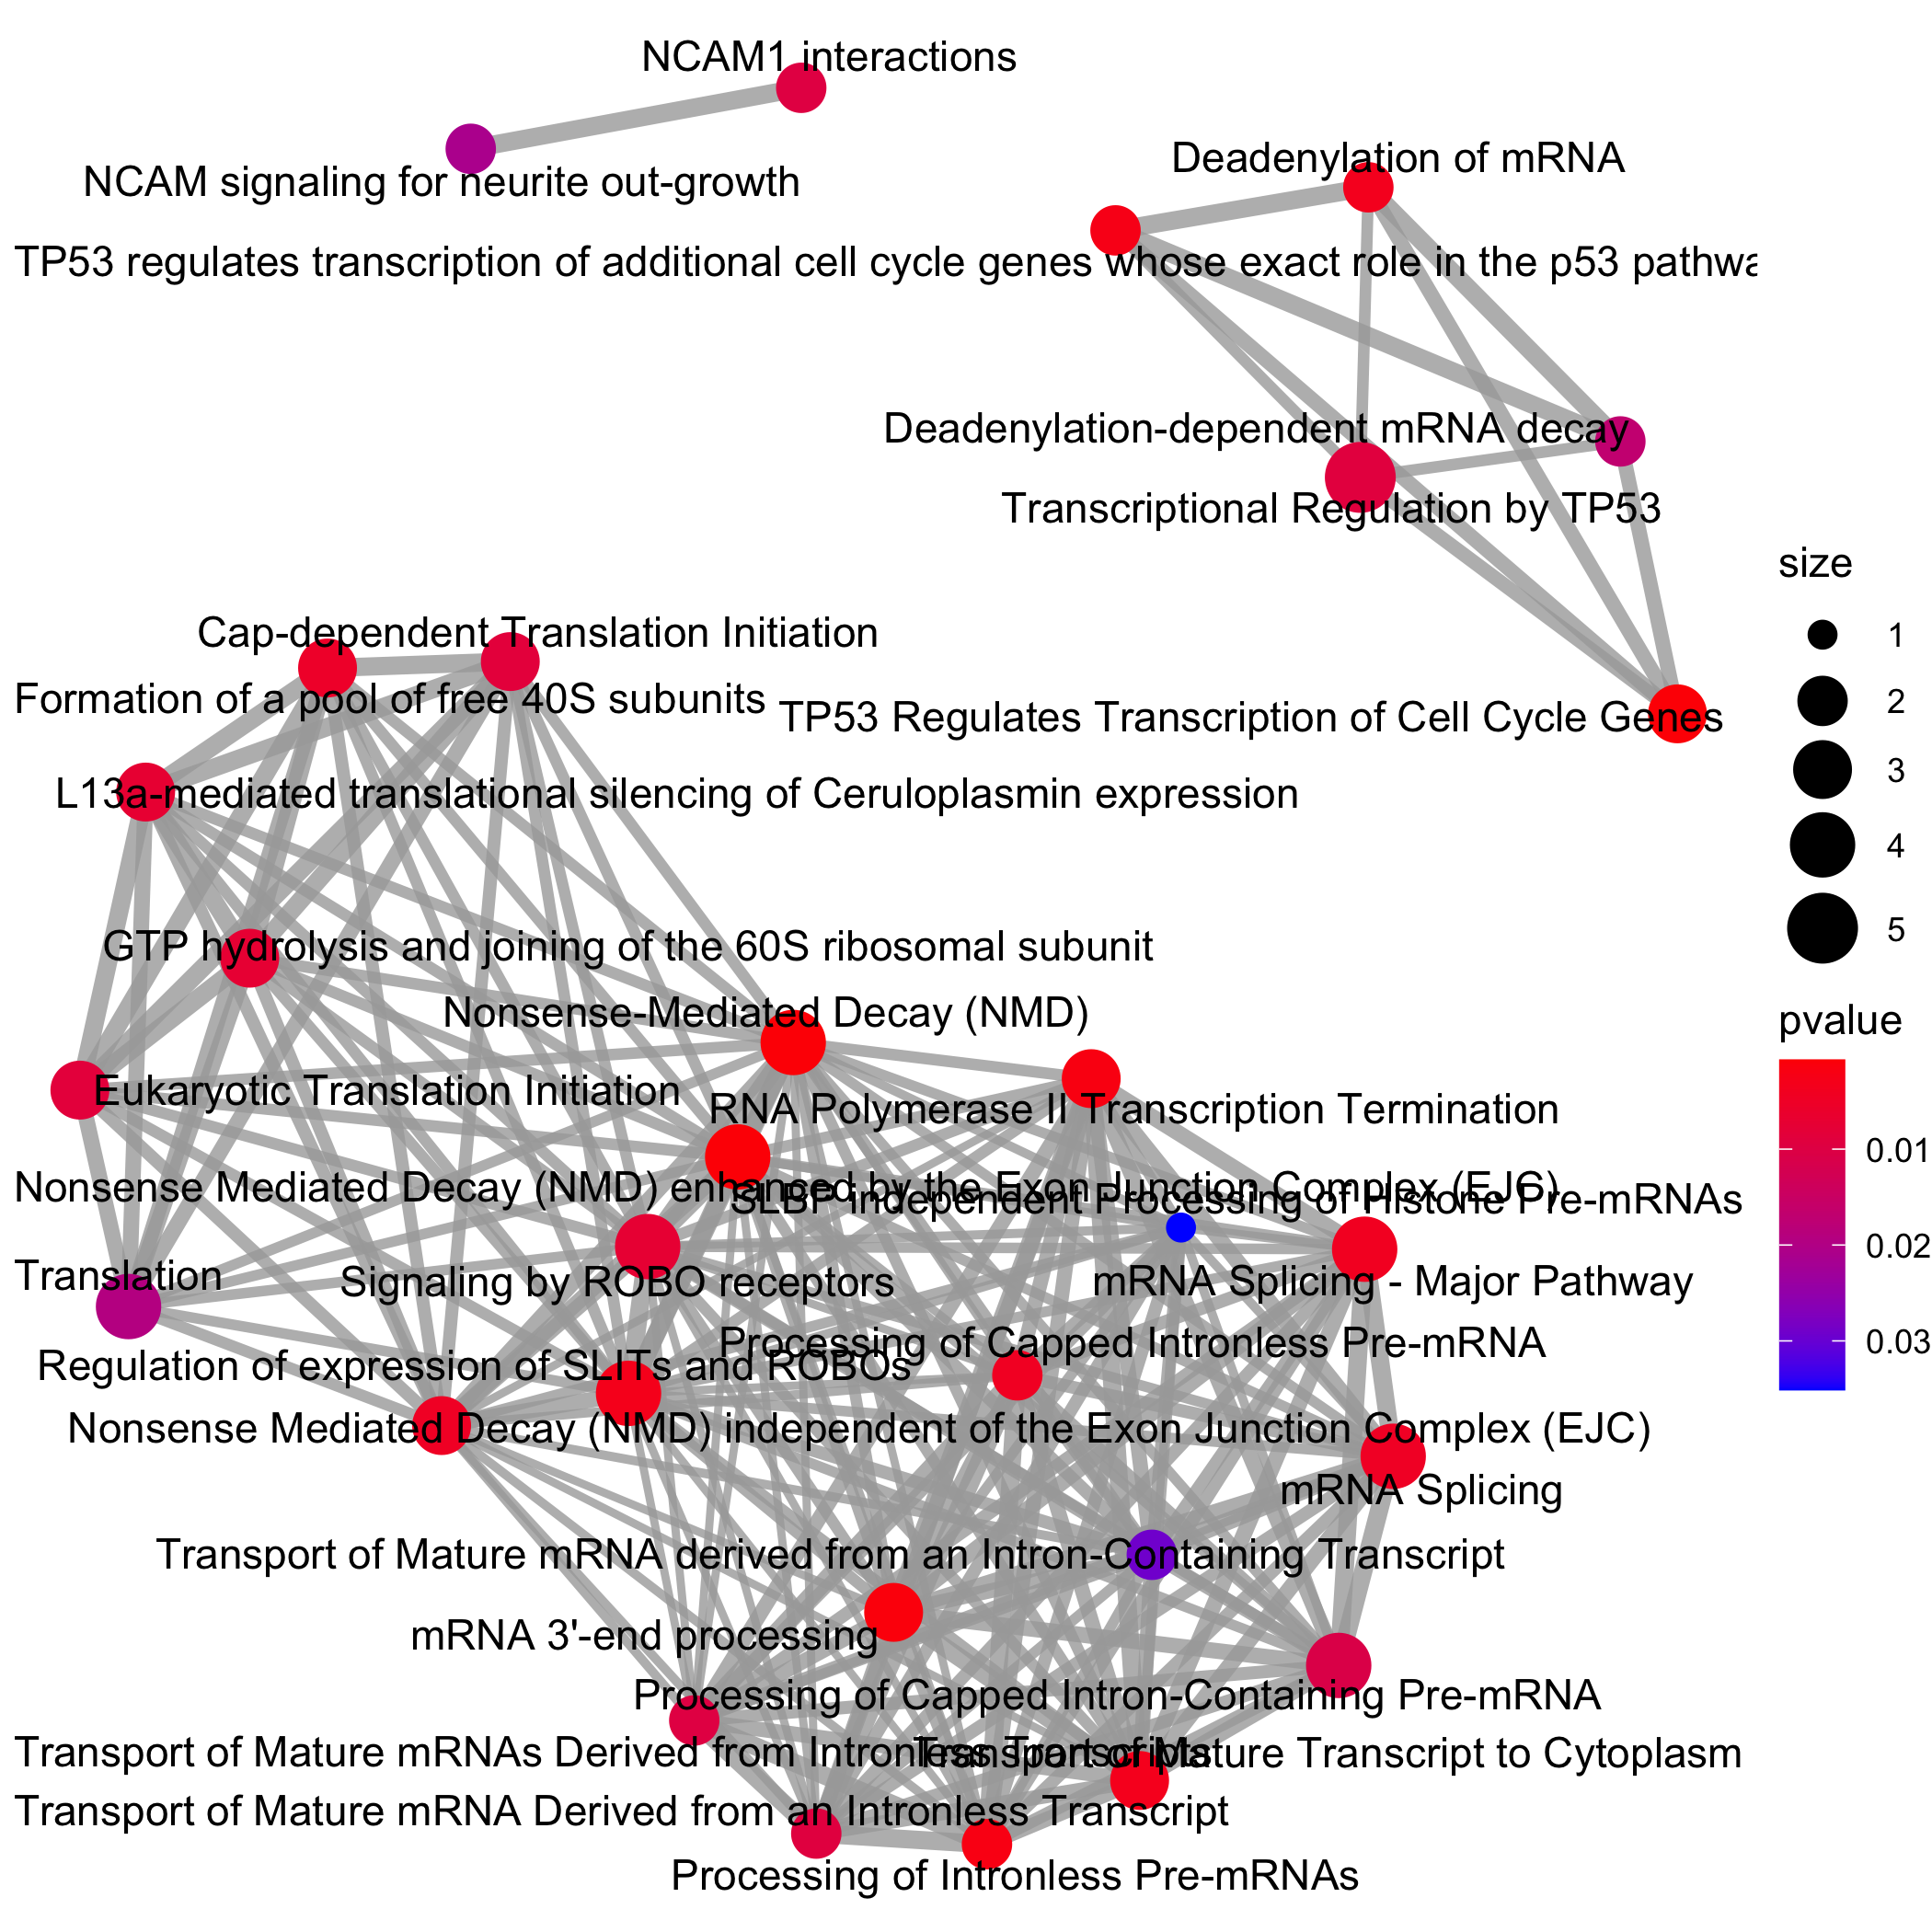 NCAM1 interactions
Deadenylation of mRNA
NCAM signaling for neurite out-growth
TP53 regulates transcription of additional cell cycle genes whose exact role in the p53 pathwa
Deadenylation-dependent mRNA decay
Transcriptional Regulation by TP53
size
1
2
3
4
5
Cap-dependent Translation Initiation
Formation of a pool of free 40S subunits
TP53 Regulates Transcription of Cell Cycle Genes
L13a-mediated translational silencing of Ceruloplasmin expression
GTP hydrolysis and joining of the 60S ribosomal subunit
Nonsense-Mediated Decay (NMD)
pvalue
0.01
0.02
0.03
Eukaryotic Translation Initiation
RNA Polymerase II Transcription Termination
Nonsense Mediated Decay (NMD) enhanced by the Exon Junction Complex (EJC)
SLBP independent Processing of Histone Pre-mRNAs
Translation
Signaling by ROBO receptors
mRNA Splicing - Major Pathway
Processing of Capped Intronless Pre-mRNA
Regulation of expression of SLITs and ROBOs
Nonsense Mediated Decay (NMD) independent of the Exon Junction Complex (EJC)
mRNA Splicing
Transport of Mature mRNA derived from an Intron-Containing Transcript
mRNA 3'-end processing
Processing of Capped Intron-Containing Pre-mRNA
Transport of Mature mRNAs Derived from Intronless Transcripts
Transport of Mature Transcript to Cytoplasm
Transport of Mature mRNA Derived from an Intronless Transcript
Processing of Intronless Pre-mRNAs